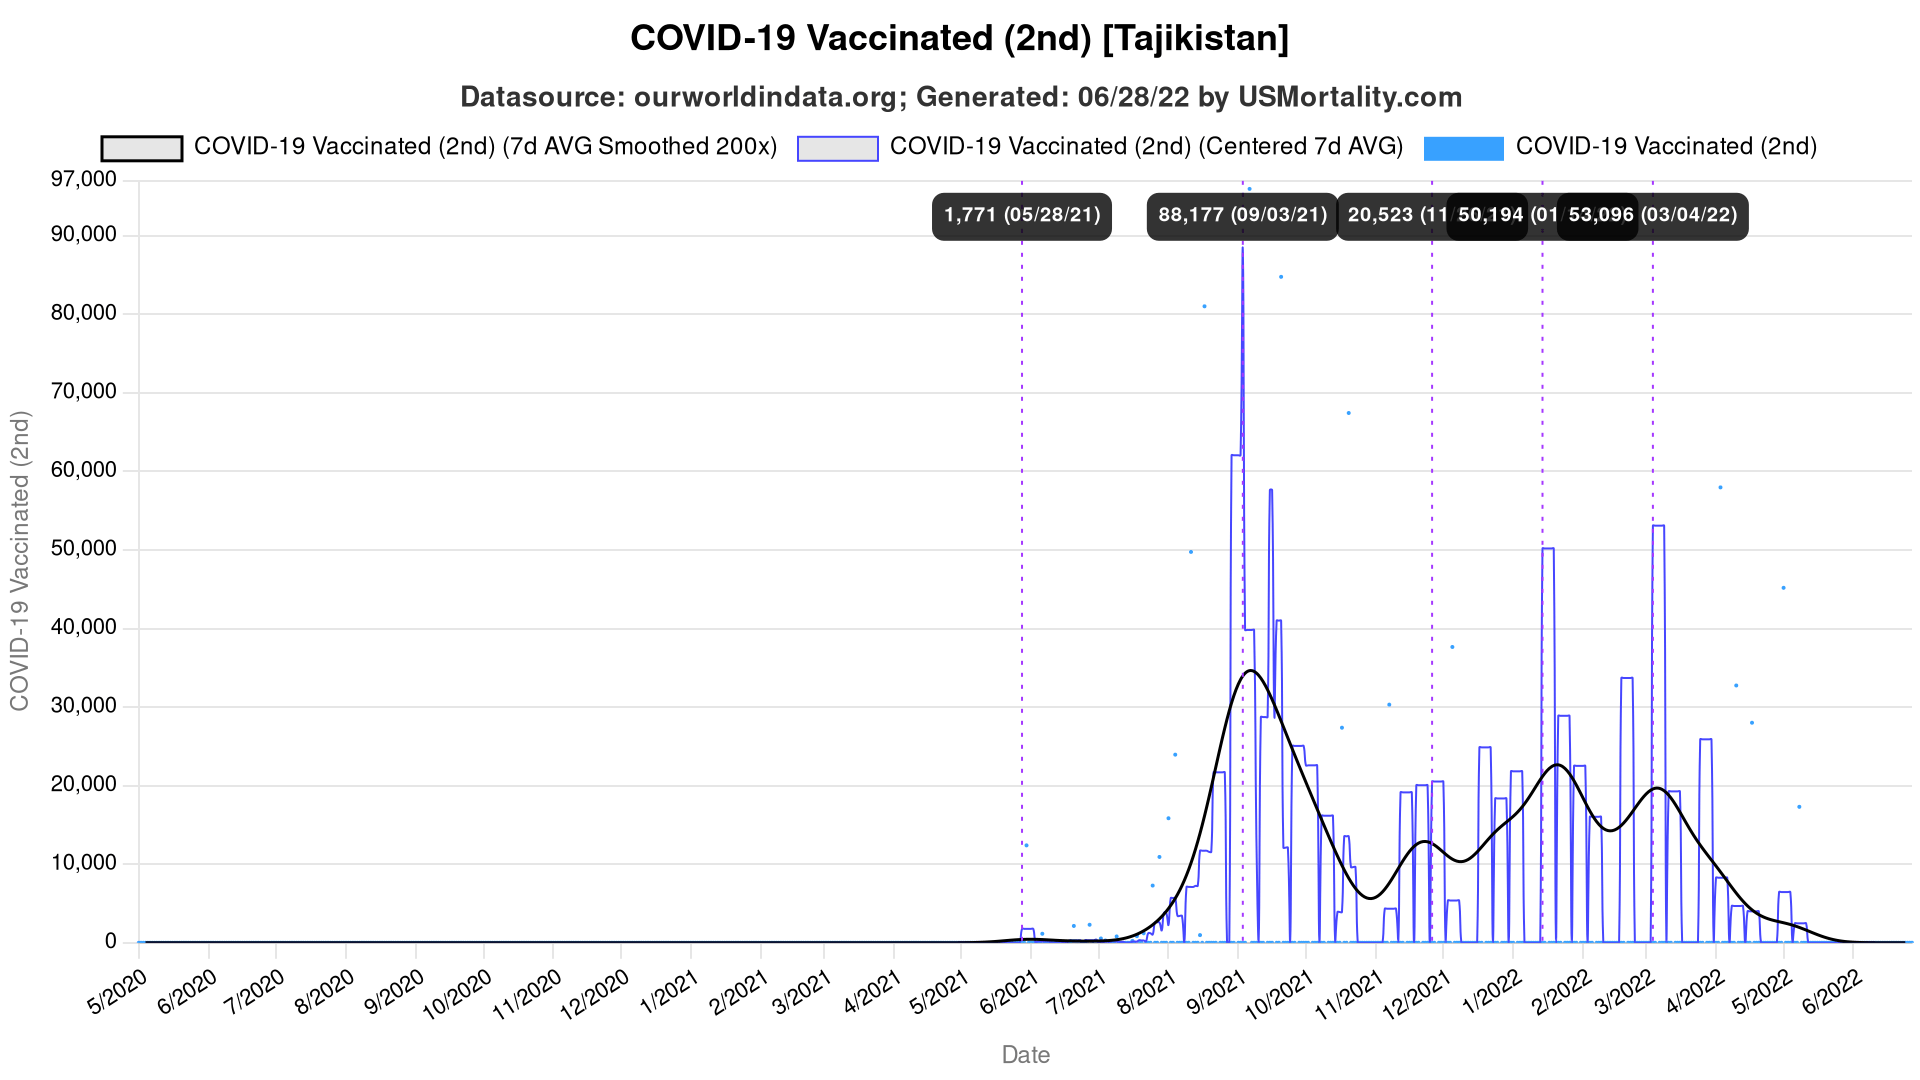 COVID-19 Vaccinated (2nd) [Tajikistan]
Datasource: ourworldindata.org; Generated: 06/28/22 by USMortality.com
COVID-19 Vaccinated (2nd) (7d AVG Smoothed 200x) COVID-19 Vaccinated (2nd) (Centered 7d AVG) COVID-19 Vaccinated (2nd)
97,000
1,771 (05/28/21) 88,177 (09/03/21) 20,523 (11/ 50,194 (01/ 53,096 (03/04/22)
90,000
80,000
70,000
60,000
50,000
40,000
30,000
20,000
10,000
0
COVID-19 Vaccinated (2nd)
5/2020 6/2020 7/2020 8/2020 9/2020 10/2020 11/2020 12/2020 1/2021 2/2021 3/2021 4/2021 5/2021 6/2021 7/2021 8/2021 9/2021 10/2021 11/2021 12/2021 1/2022 2/2022 3/2022 4/2022 5/2022 6/2022
Date